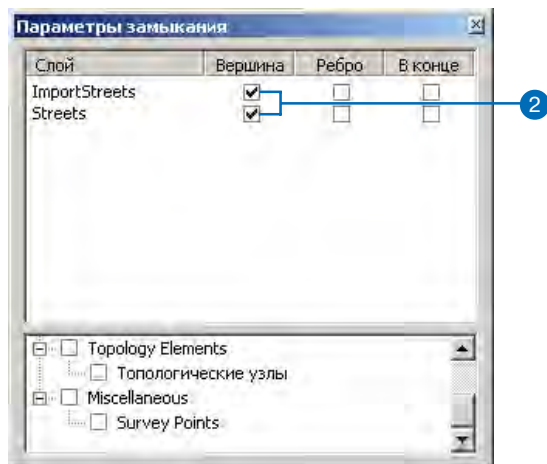 Параметры замыкания
Слой Вершина Ребро В конце
ImportStreets
Streets
2
Topology Elements
Топологические узлы
Miscellaneous
Survey Points